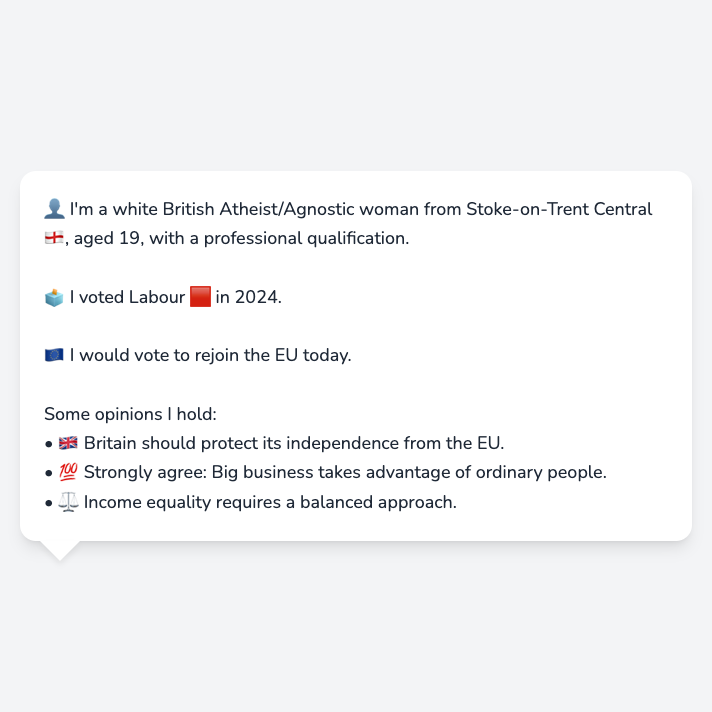 👤 I'm a white British Atheist/Agnostic woman from Stoke-on-Trent Central
🏴󠁧󠁢󠁥󠁮󠁧󠁿, aged 19, with a professional qualification.
🗳️ I voted Labour 🟥 in 2024.
🇪🇺 I would vote to rejoin the EU today.
Some opinions I hold:
• 🇬🇧 Britain should protect its independence from the EU.
• 💯 Strongly agree: Big business takes advantage of ordinary people.
• ⚖️ Income equality requires a balanced approach.